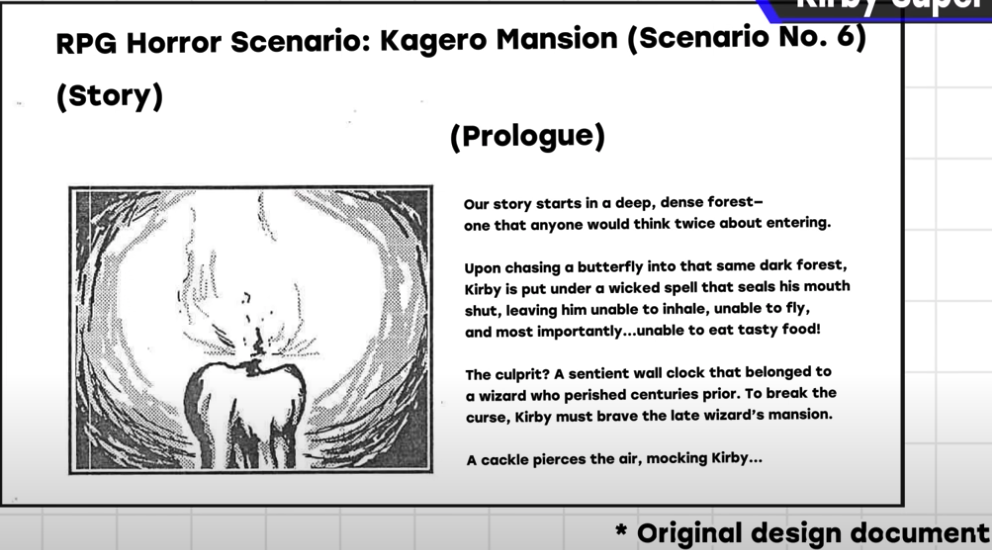 Kirby Super
RPG Horror Scenario: Kagero Mansion (Scenario No. 6)
(Story)
(Prologue)
Our story starts in a deep, dense forest—
one that anyone would think twice about entering.
Upon chasing a butterfly into that same dark forest,
Kirby is put under a wicked spell that seals his mouth
shut, leaving him unable to inhale, unable to fly,
and most importantly...unable to eat tasty food!
The culprit? A sentient wall clock that belonged to
a wizard who perished centuries prior. To break the
curse, Kirby must brave the late wizard's mansion.
A cackle pierces the air, mocking Kirby...
* Original design document